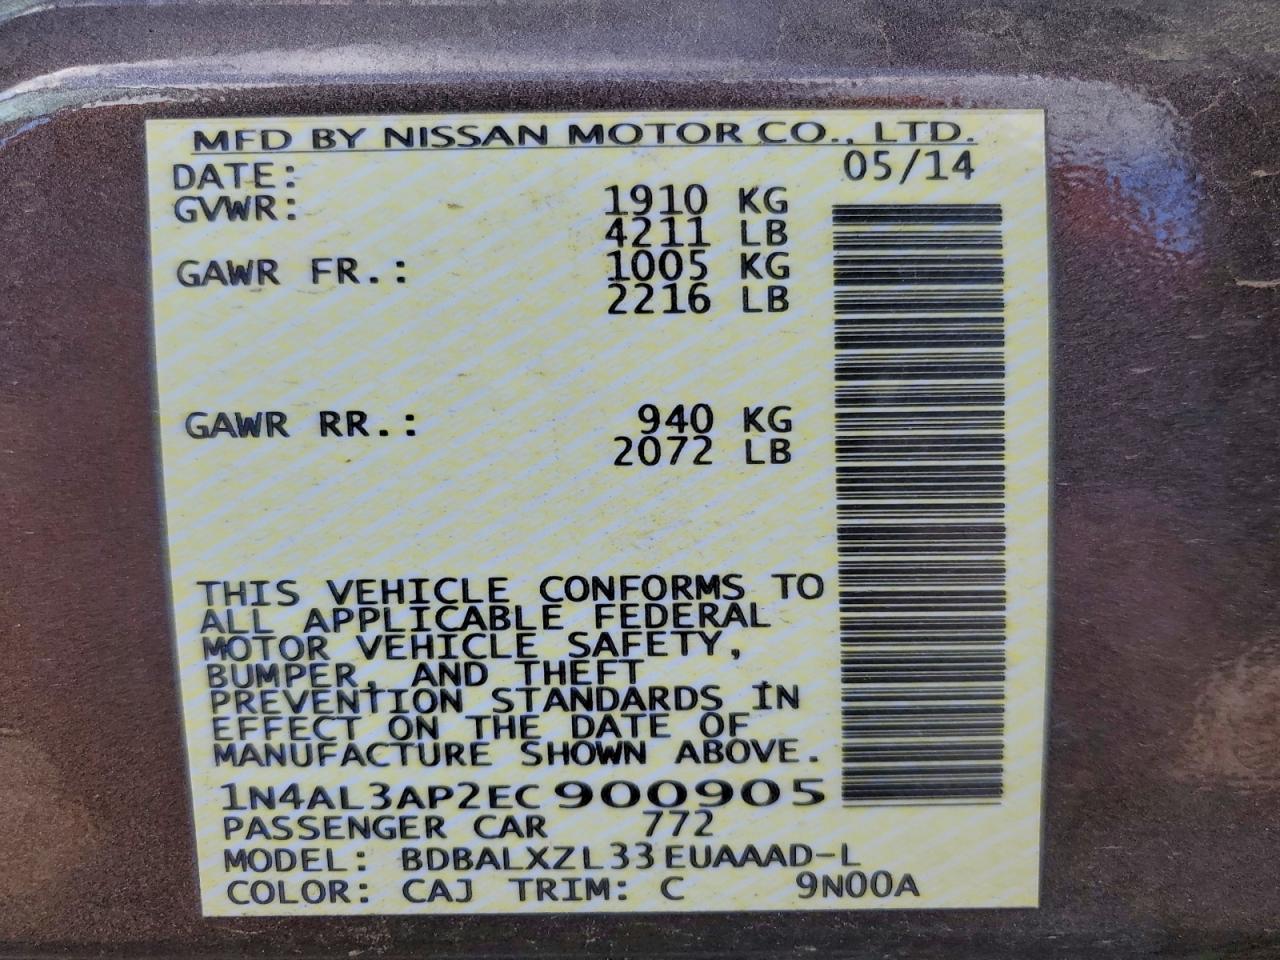 MFD BY NISSAN MOTOR CO., LTD.
DATE: 05/14
GVWR: 1910 KG
4211 LB
GAWR FR.: 1005 KG
2216 LB
GAWR RR.: 940 KG
2072 LB
THIS VEHICLE CONFORMS TO
ALL APPLICABLE FEDERAL
MOTOR VEHICLE SAFETY,
BUMPER, AND THEFT
PREVENTION STANDARDS IN
EFFECT ON THE DATE OF
MANUFACTURE SHOWN ABOVE.
1N4AL3AP2EC900905
PASSENGER CAR 772
MODEL: BDBALXZL33EUAAAD-L
COLOR: CAJ TRIM: C 9N00A